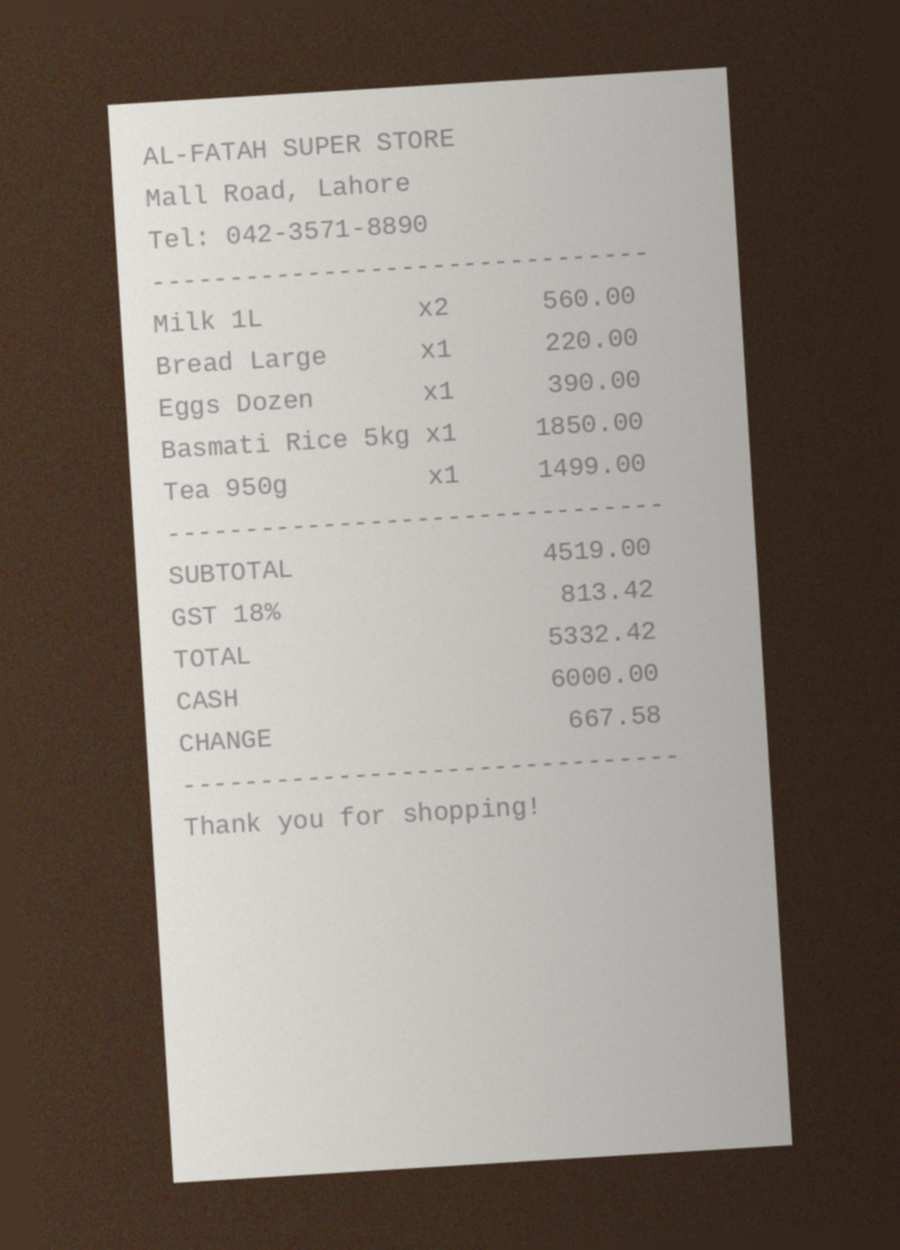 AL-FATAH SUPER STORE
Mall Road, Lahore
Tel: 042-3571-8890
--------------------------------
Milk 1L x2 560.00
Bread Large x1 220.00
Eggs Dozen x1 390.00
Basmati Rice 5kg x1 1850.00
Tea 950g x1 1499.00
--------------------------------
SUBTOTAL 4519.00
GST 18% 813.42
TOTAL 5332.42
CASH 6000.00
CHANGE 667.58
--------------------------------
Thank you for shopping!